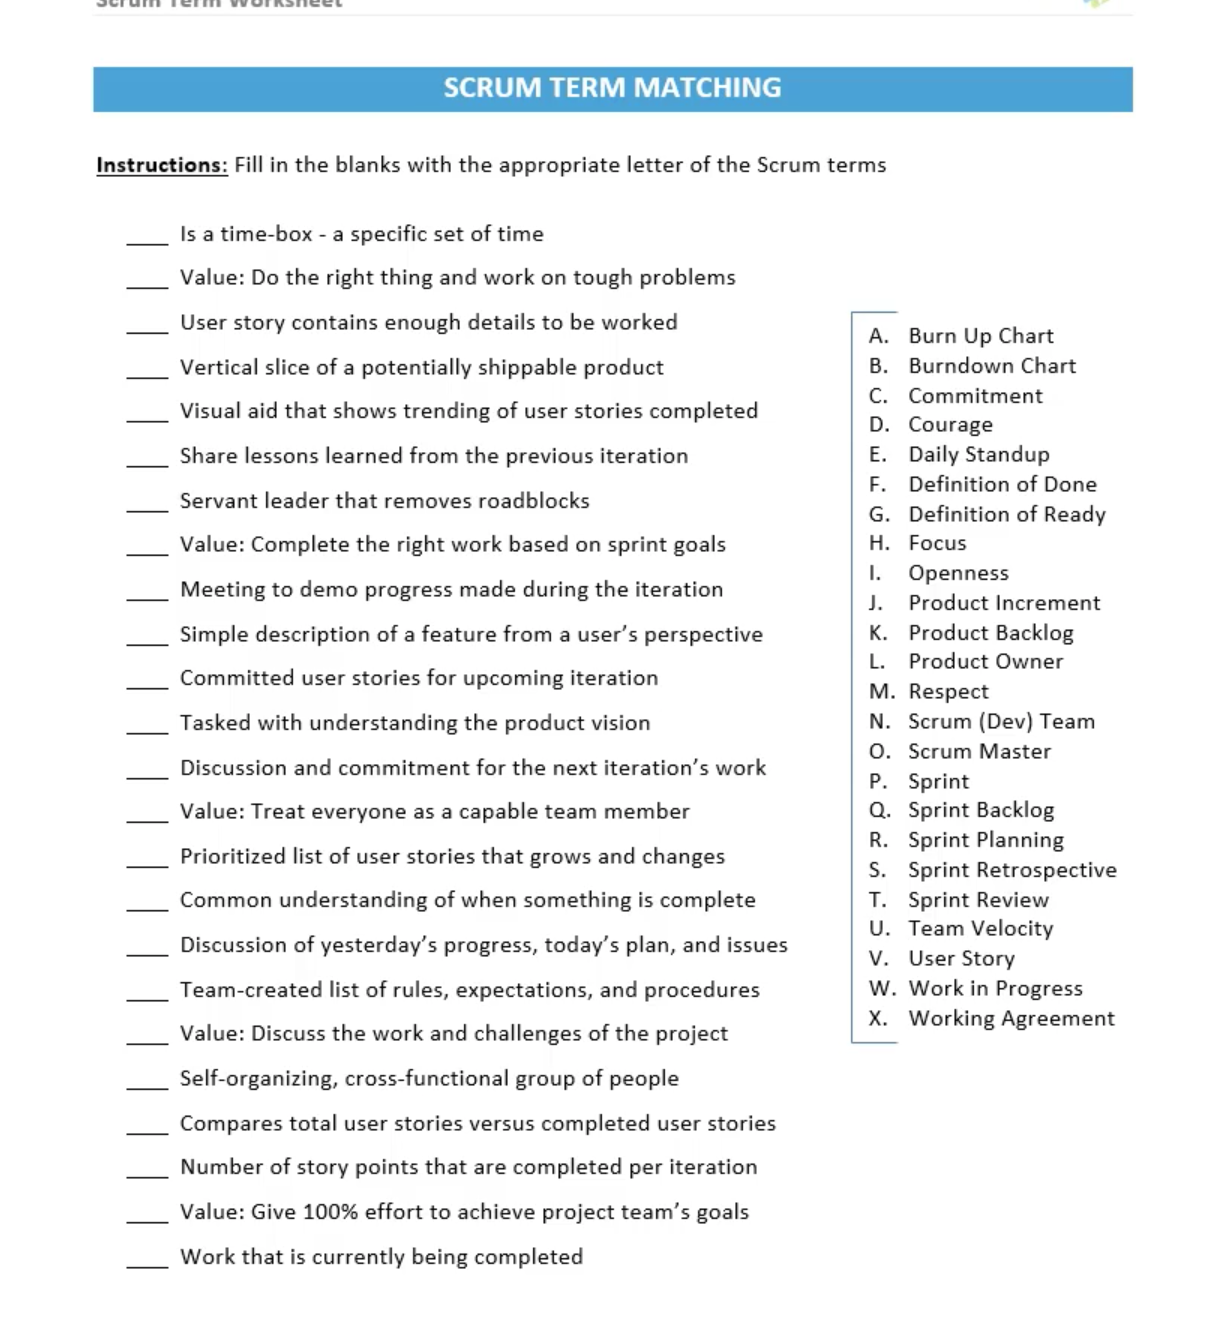 Scrum Term Worksheet
SCRUM TERM MATCHING
Instructions: Fill in the blanks with the appropriate letter of the Scrum terms
____ Is a time-box - a specific set of time
____ Value: Do the right thing and work on tough problems
____ User story contains enough details to be worked
____ Vertical slice of a potentially shippable product
____ Visual aid that shows trending of user stories completed
____ Share lessons learned from the previous iteration
____ Servant leader that removes roadblocks
____ Value: Complete the right work based on sprint goals
____ Meeting to demo progress made during the iteration
____ Simple description of a feature from a user’s perspective
____ Committed user stories for upcoming iteration
____ Tasked with understanding the product vision
____ Discussion and commitment for the next iteration’s work
____ Value: Treat everyone as a capable team member
____ Prioritized list of user stories that grows and changes
____ Common understanding of when something is complete
____ Discussion of yesterday’s progress, today’s plan, and issues
____ Team-created list of rules, expectations, and procedures
____ Value: Discuss the work and challenges of the project
____ Self-organizing, cross-functional group of people
____ Compares total user stories versus completed user stories
____ Number of story points that are completed per iteration
____ Value: Give 100% effort to achieve project team’s goals
____ Work that is currently being completed
A. Burn Up Chart
B. Burndown Chart
C. Commitment
D. Courage
E. Daily Standup
F. Definition of Done
G. Definition of Ready
H. Focus
I. Openness
J. Product Increment
K. Product Backlog
L. Product Owner
M. Respect
N. Scrum (Dev) Team
O. Scrum Master
P. Sprint
Q. Sprint Backlog
R. Sprint Planning
S. Sprint Retrospective
T. Sprint Review
U. Team Velocity
V. User Story
W. Work in Progress
X. Working Agreement